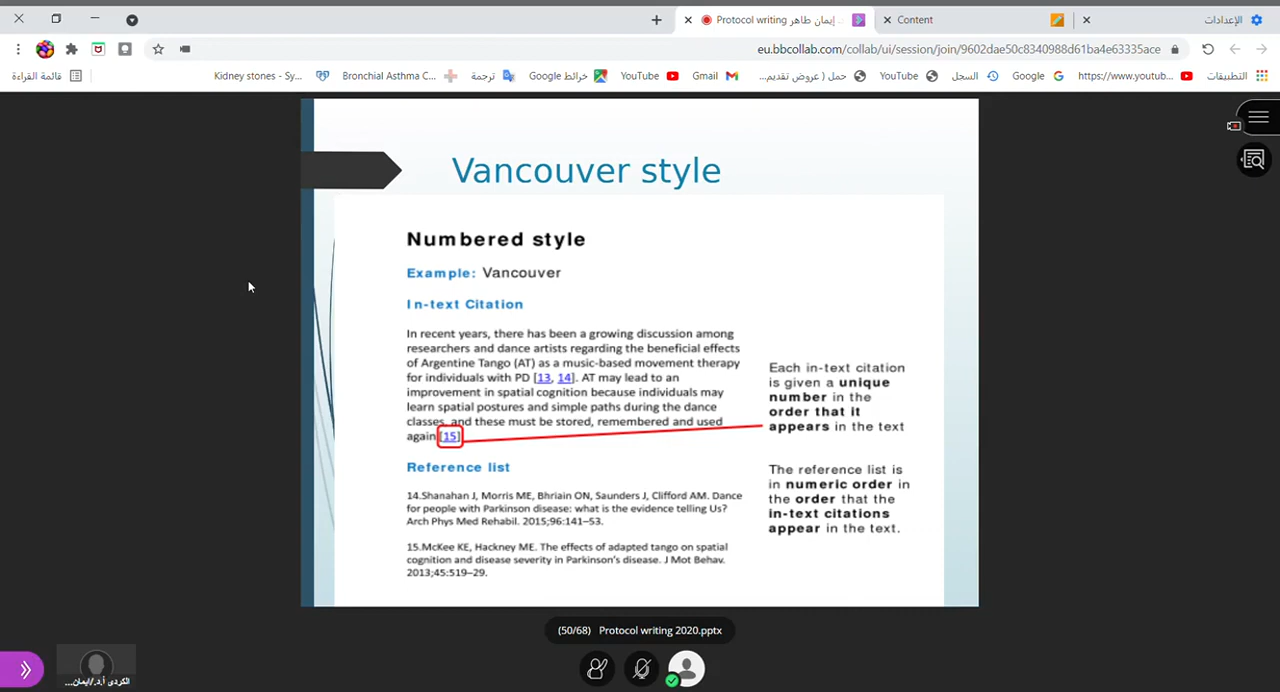 Protocol writing إيمان طاهر ...
Content
الإعدادات
eu.bbcollab.com/collab/ui/session/join/9602dae50c8340988d61ba4e63335ace
قائمة القراءة
Kidney stones - Sy...
Bronchial Asthma C...
ترجمة
خرائط Google
YouTube
Gmail
حمل ( عروض تقديم...
YouTube
السجل
Google
https://www.youtub...
التطبيقات
Vancouver style
Numbered style
Example: Vancouver
In-text Citation
In recent years, there has been a growing discussion among
researchers and dance artists regarding the beneficial effects
of Argentine Tango (AT) as a music-based movement therapy
for individuals with PD [13, 14]. AT may lead to an
improvement in spatial cognition because individuals may
learn spatial postures and simple paths during the dance
classes, and these must be stored, remembered and used
again [15]
Each in-text citation
is given a unique
number in the
order that it
appears in the text
Reference list
14.Shanahan J, Morris ME, Bhriain ON, Saunders J, Clifford AM. Dance
for people with Parkinson disease: what is the evidence telling Us?
Arch Phys Med Rehabil. 2015;96:141–53.
15.McKee KE, Hackney ME. The effects of adapted tango on spatial
cognition and disease severity in Parkinson's disease. J Mot Behav.
2013;45:519–29.
The reference list is
in numeric order in
the order that the
in-text citations
appear in the text.
(50/68) Protocol writing 2020.pptx
الكردى أ.د/ايمان...